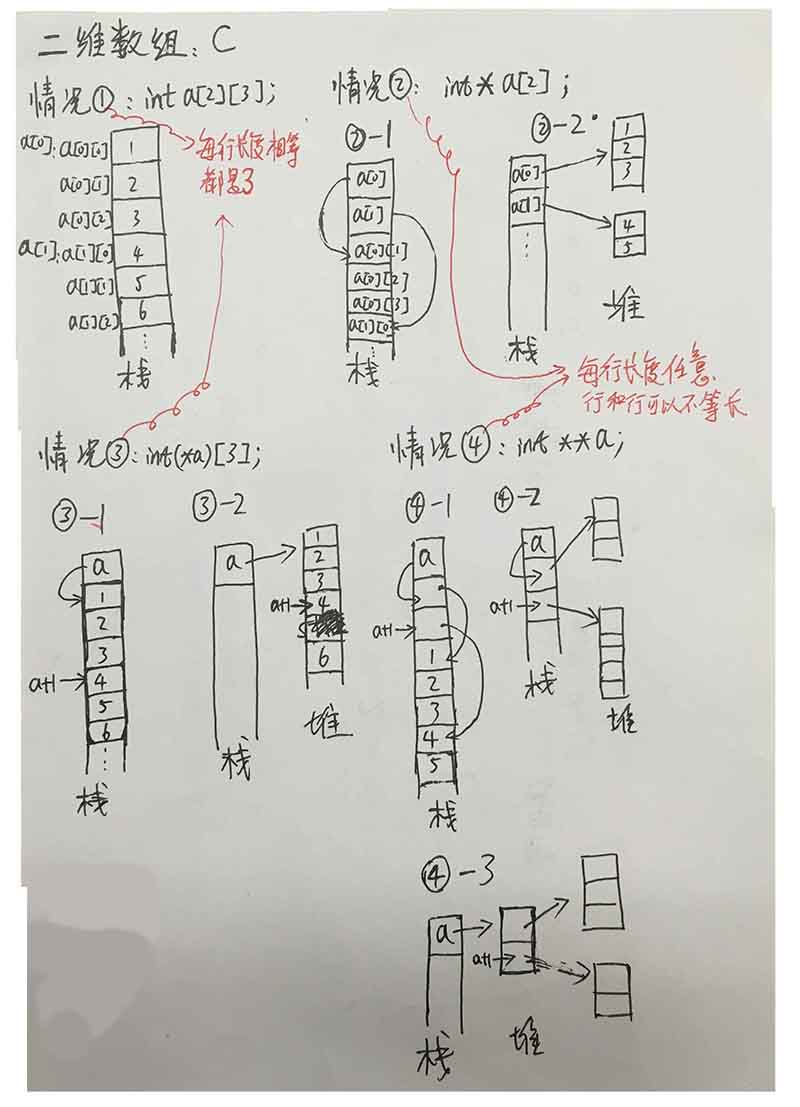 二维数组: C
情况①: int a[2][3];
a[0]: a[0][0] 1
a[0][1] 2
a[0][2] 3
a[1]: a[1][0] 4
a[1][1] 5
a[1][2] 6
栈
每行长度相等
都是3
情况②: int* a[2];
②-1
a[0]
a[1]
a[0][1]
a[0][2]
a[0][3]
a[1][0]
栈
②-2
a[0]
a[1]
栈
1
2
3
4
5
堆
每行长度任意
行和行可以不等长
情况③: int(*a)[3];
③-1
a
1
2
3
a+1 4
5
6
栈
③-2
a
栈
1
2
3
a+1 4
5
6
堆
情况④: int **a;
④-1
a
a+1
1
2
3
4
5
栈
④-2
a
a+1
栈
堆
④-3
a
a+1
栈
堆